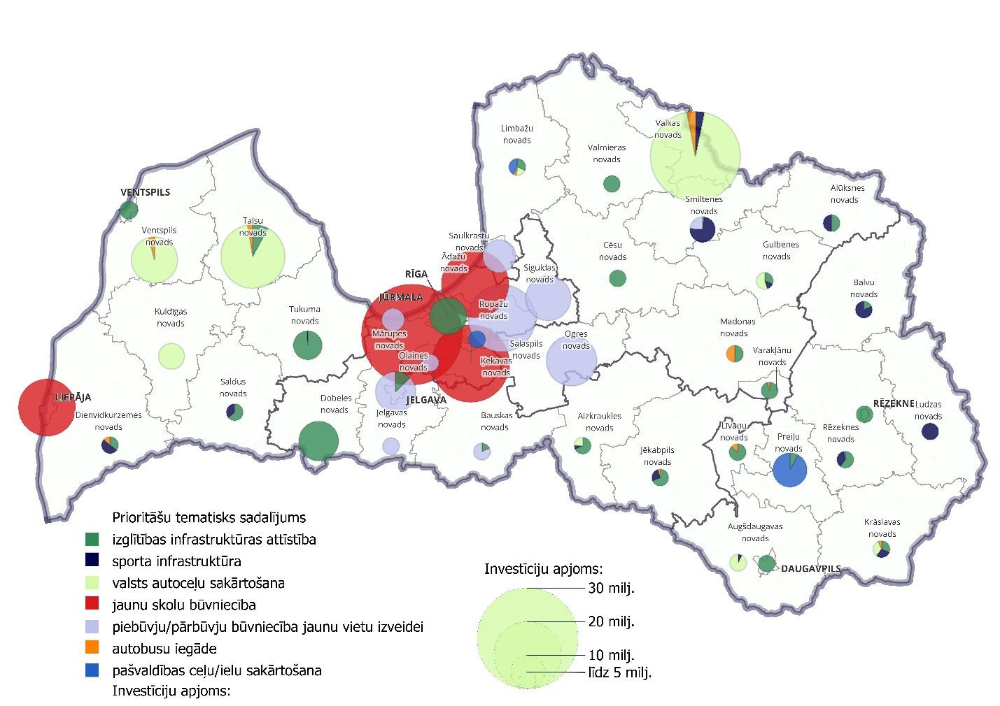 Limbažu
novads
Valmieras
novads
Valkas
novads
Smiltenes
novads
Alūksnes
novads
VENTSPILS
Ventspils
novads
Talsu
novads
Saulkrastu
novads
Ādažu
novads
Siguldas
novads
Cēsu
novads
Gulbenes
novads
Balvu
novads
RĪGA
JŪRMALA
Kuldīgas
novads
Tukuma
novads
Ropažu
novads
Mārupes
novads
Olaines
novads
Salaspils
novads
Ķekavas
novads
Ogres
novads
Madonas
novads
Varakļānu
novads
Saldus
novads
LIEPĀJA
Dienvidkurzemes
novads
Dobeles
novads
JELGAVA
Jelgavas
novads
Bauskas
novads
Aizkraukles
novads
Jēkabpils
novads
Līvānu
novads
Preiļu
novads
RĒZEKNE
Rēzeknes
novads
Ludzas
novads
Augšdaugavas
novads
DAUGAVPILS
Krāslavas
novads
Prioritāšu tematisks sadalījums
izglītības infrastruktūras attīstība
sporta infrastruktūra
valsts autoceļu sakārtošana
jaunu skolu būvniecība
piebūvju/pārbūvju būvniecība jaunu vietu izveidei
autobusu iegāde
pašvaldības ceļu/ielu sakārtošana
Investīciju apjoms:
Investīciju apjoms:
30 milj.
20 milj.
10 milj.
līdz 5 milj.